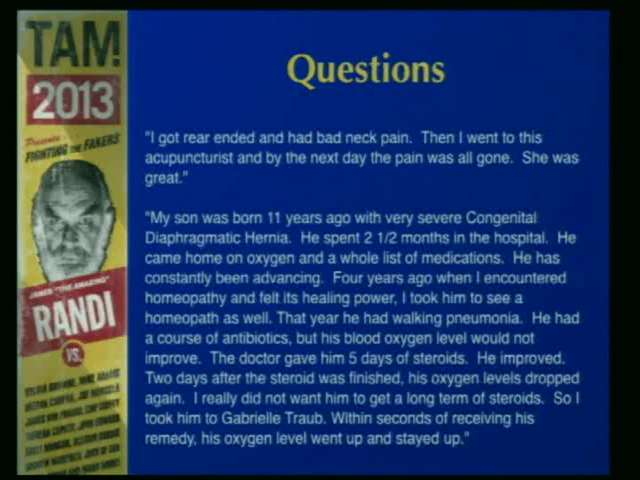 TAM!
2013
Presents:
FIGHTING THE FAKERS
JAMES "THE AMAZING"
RANDI
VS.
Questions
"I got rear ended and had bad neck pain. Then I went to this
acupuncturist and by the next day the pain was all gone. She was
great."
"My son was born 11 years ago with very severe Congenital
Diaphragmatic Hernia. He spent 2 1/2 months in the hospital. He
came home on oxygen and a whole list of medications. He has
constantly been advancing. Four years ago when I encountered
homeopathy and felt its healing power, I took him to see a
homeopath as well. That year he had walking pneumonia. He had
a course of antibiotics, but his blood oxygen level would not
improve. The doctor gave him 5 days of steroids. He improved.
Two days after the steroid was finished, his oxygen levels dropped
again. I really did not want him to get a long term of steroids. So I
took him to Gabrielle Traub. Within seconds of receiving his
remedy, his oxygen level went up and stayed up."